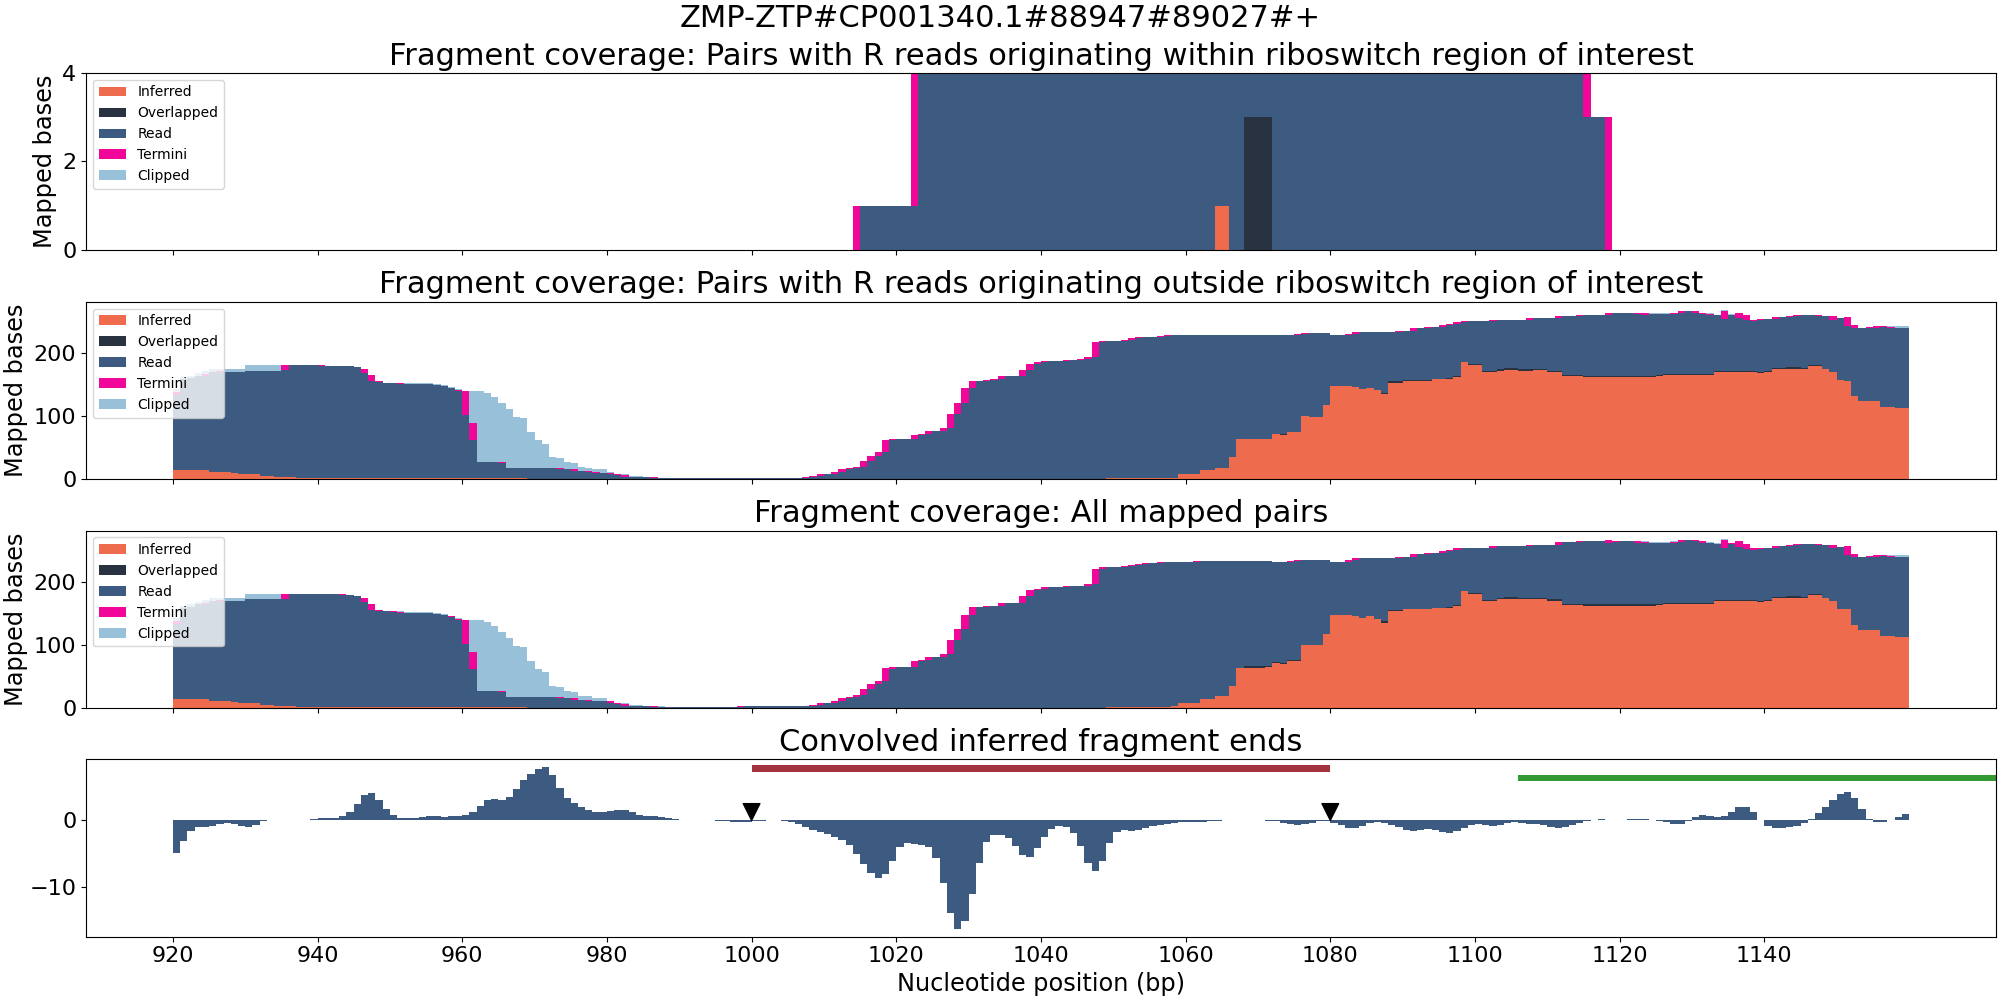 ZMP-ZTP#CP001340.1#88947#89027#+
Fragment coverage: Pairs with R reads originating within riboswitch region of interest
Mapped bases
4
2
0
Inferred
Overlapped
Read
Termini
Clipped
Fragment coverage: Pairs with R reads originating outside riboswitch region of interest
Mapped bases
200
100
0
Inferred
Overlapped
Read
Termini
Clipped
Fragment coverage: All mapped pairs
Mapped bases
200
100
0
Inferred
Overlapped
Read
Termini
Clipped
Convolved inferred fragment ends
0
−10
920 940 960 980 1000 1020 1040 1060 1080 1100 1120 1140
Nucleotide position (bp)